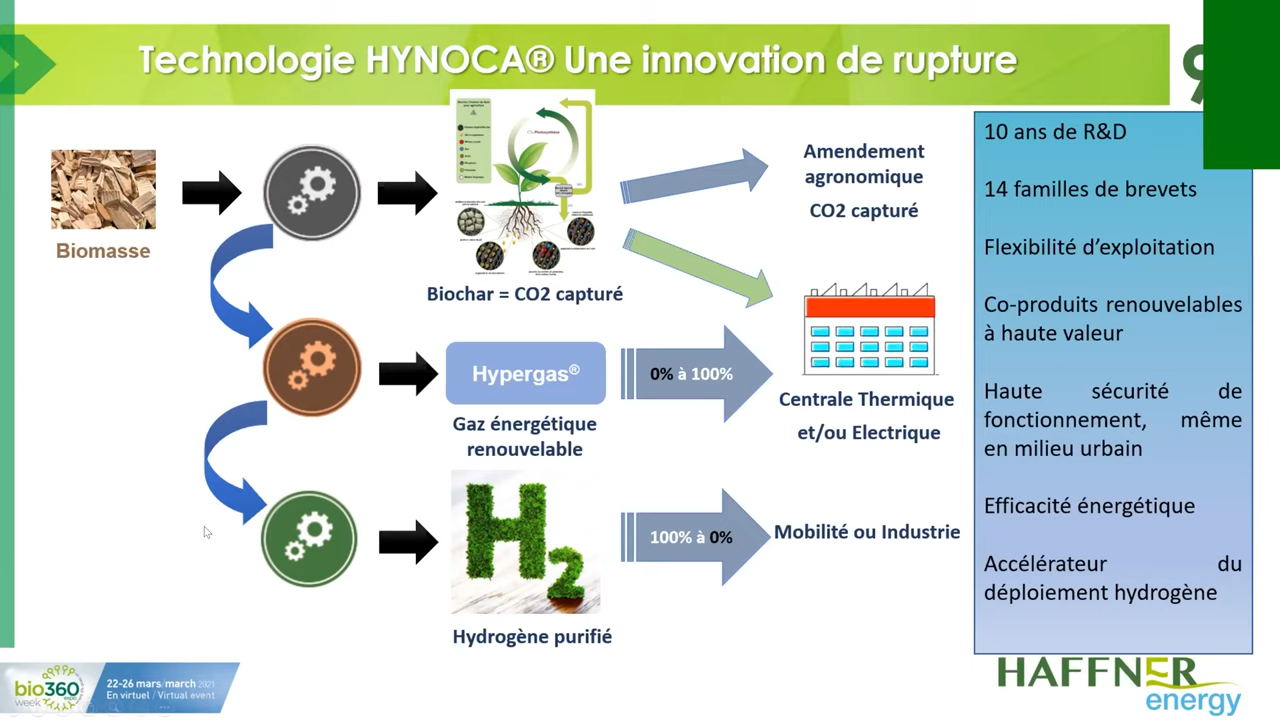 Technologie HYNOCA® Une innovation de rupture
Biomasse
Biochar = CO2 capturé
Amendement
agronomique
CO2 capturé
Hypergas®
Gaz énergétique
renouvelable
0% à 100%
Centrale Thermique
et/ou Electrique
H2
Hydrogène purifié
100% à 0%
Mobilité ou Industrie
10 ans de R&D
14 familles de brevets
Flexibilité d'exploitation
Co-produits renouvelables
à haute valeur
Haute sécurité de
fonctionnement, même
en milieu urbain
Efficacité énergétique
Accélérateur du
déploiement hydrogène
bio360
week expo
22-26 mars/march 2021
En virtuel / Virtual event
HAFFNER
energy